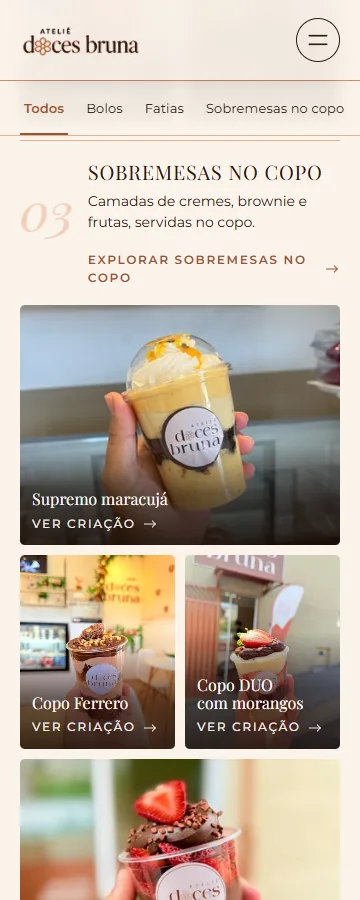 ATELIÊ
doces bruna
Todos Bolos Fatias Sobremesas no copo
03
SOBREMESAS NO COPO
Camadas de cremes, brownie e
frutas, servidas no copo.
EXPLORAR SOBREMESAS NO
COPO →
doces
bruna
Supremo maracujá
VER CRIAÇÃO →
doces
bruna
doces
bruna
Copo Ferrero
VER CRIAÇÃO →
bruna
Copo DUO
com morangos
VER CRIAÇÃO →
doces